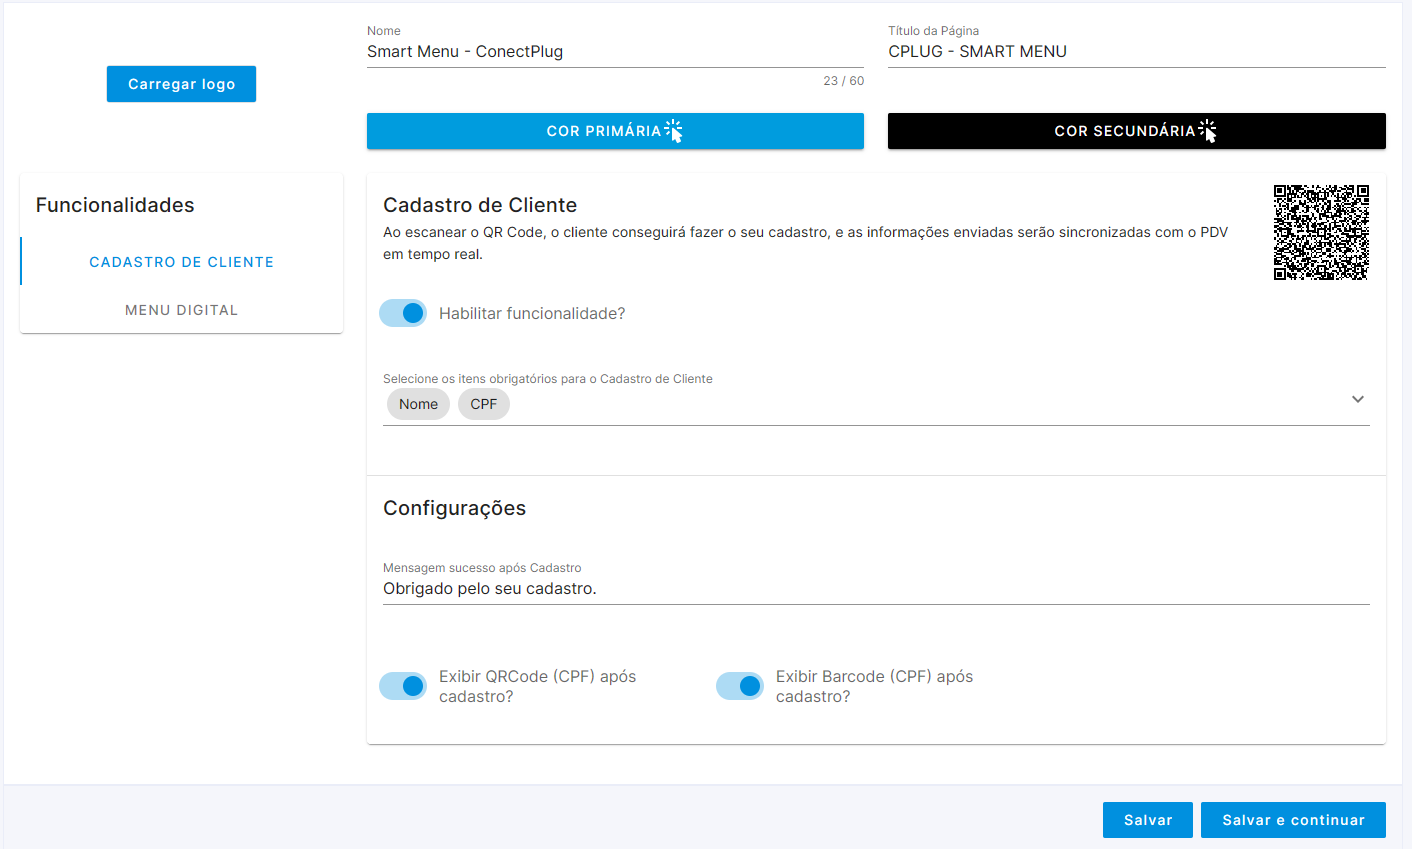 Carregar logo
Nome
Smart Menu - ConectPlug
23 / 60
Título da Página
CPLUG - SMART MENU
COR PRIMÁRIA
COR SECUNDÁRIA
Funcionalidades
CADASTRO DE CLIENTE
MENU DIGITAL
Cadastro de Cliente
Ao escanear o QR Code, o cliente conseguirá fazer o seu cadastro, e as informações enviadas serão sincronizadas com o PDV
em tempo real.
Habilitar funcionalidade?
Selecione os itens obrigatórios para o Cadastro de Cliente
Nome CPF
Configurações
Mensagem sucesso após Cadastro
Obrigado pelo seu cadastro.
Exibir QRCode (CPF) após
cadastro?
Exibir Barcode (CPF) após
cadastro?
Salvar
Salvar e continuar